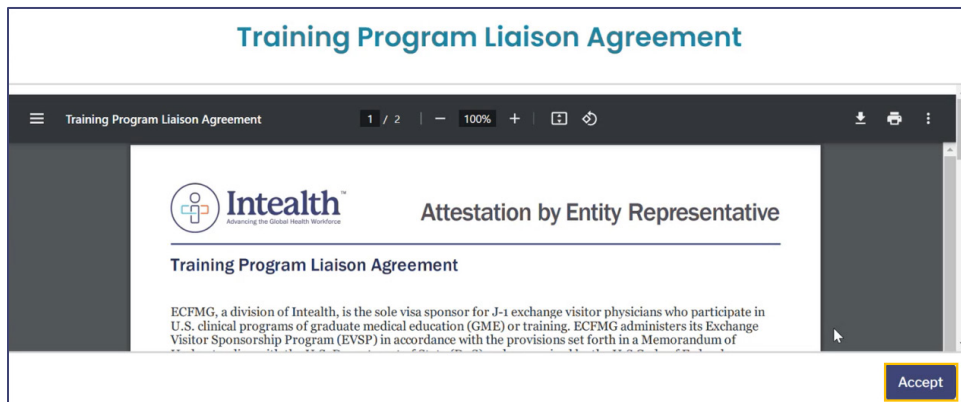 Training Program Liaison Agreement
Training Program Liaison Agreement 1 / 2 100%
Intealth™
Advancing the Global Health Workforce
Attestation by Entity Representative
Training Program Liaison Agreement
ECFMG, a division of Intealth, is the sole visa sponsor for J-1 exchange visitor physicians who participate in
U.S. clinical programs of graduate medical education (GME) or training. ECFMG administers its Exchange
Visitor Sponsorship Program (EVSP) in accordance with the provisions set forth in a Memorandum of
Accept